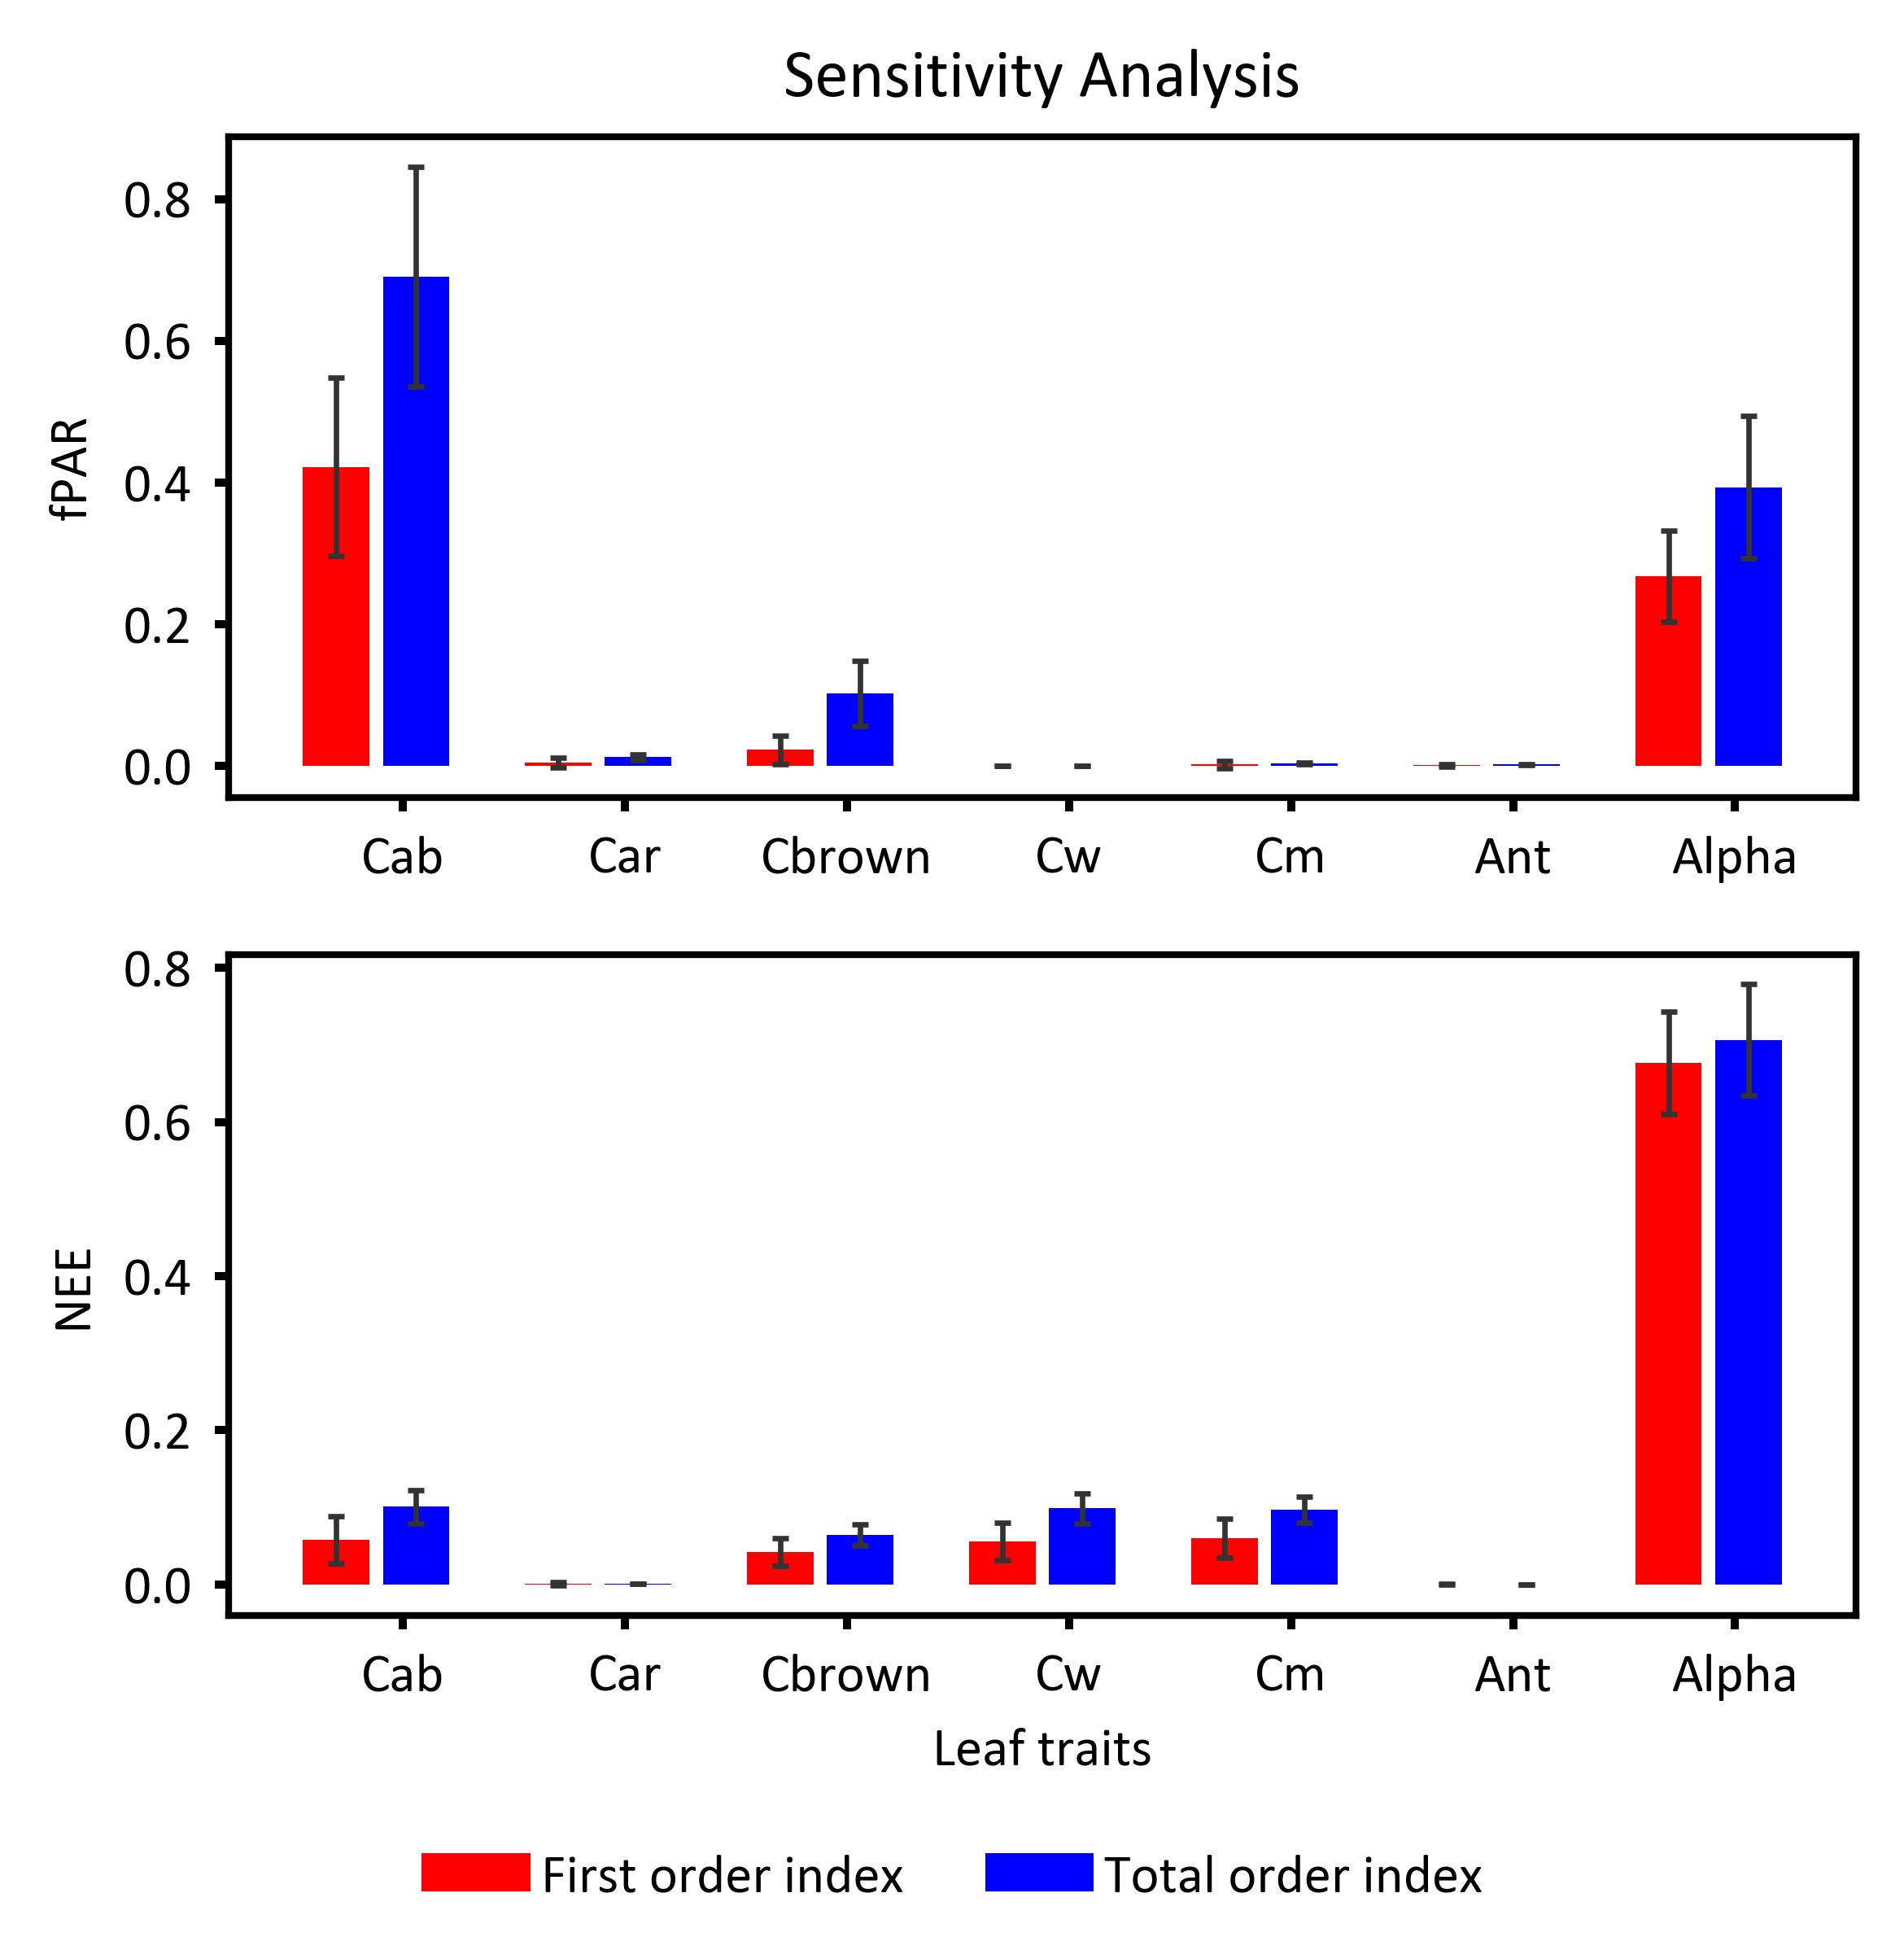 Sensitivity Analysis
0.8
0.6
0.4
0.2
0.0
fPAR
Cab Car Cbrown Cw Cm Ant Alpha
0.8
0.6
0.4
0.2
0.0
NEE
Cab Car Cbrown Cw Cm Ant Alpha
Leaf traits
First order index Total order index